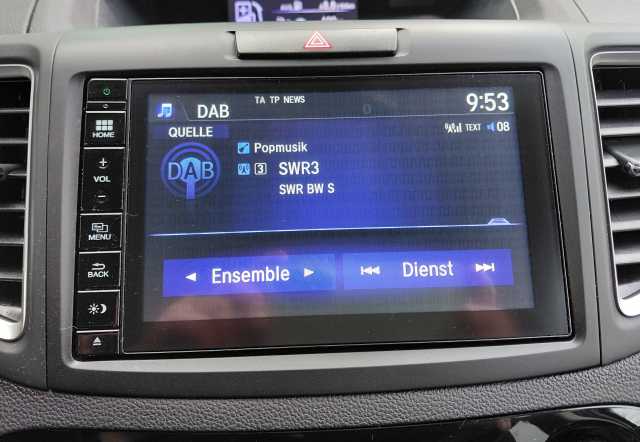 DAB
TA TP NEWS
9:53
QUELLE
TEXT
08
DAB
Popmusik
3
SWR3
SWR BW S
Ensemble
Dienst
HOME
+
VOL
−
MENU
BACK